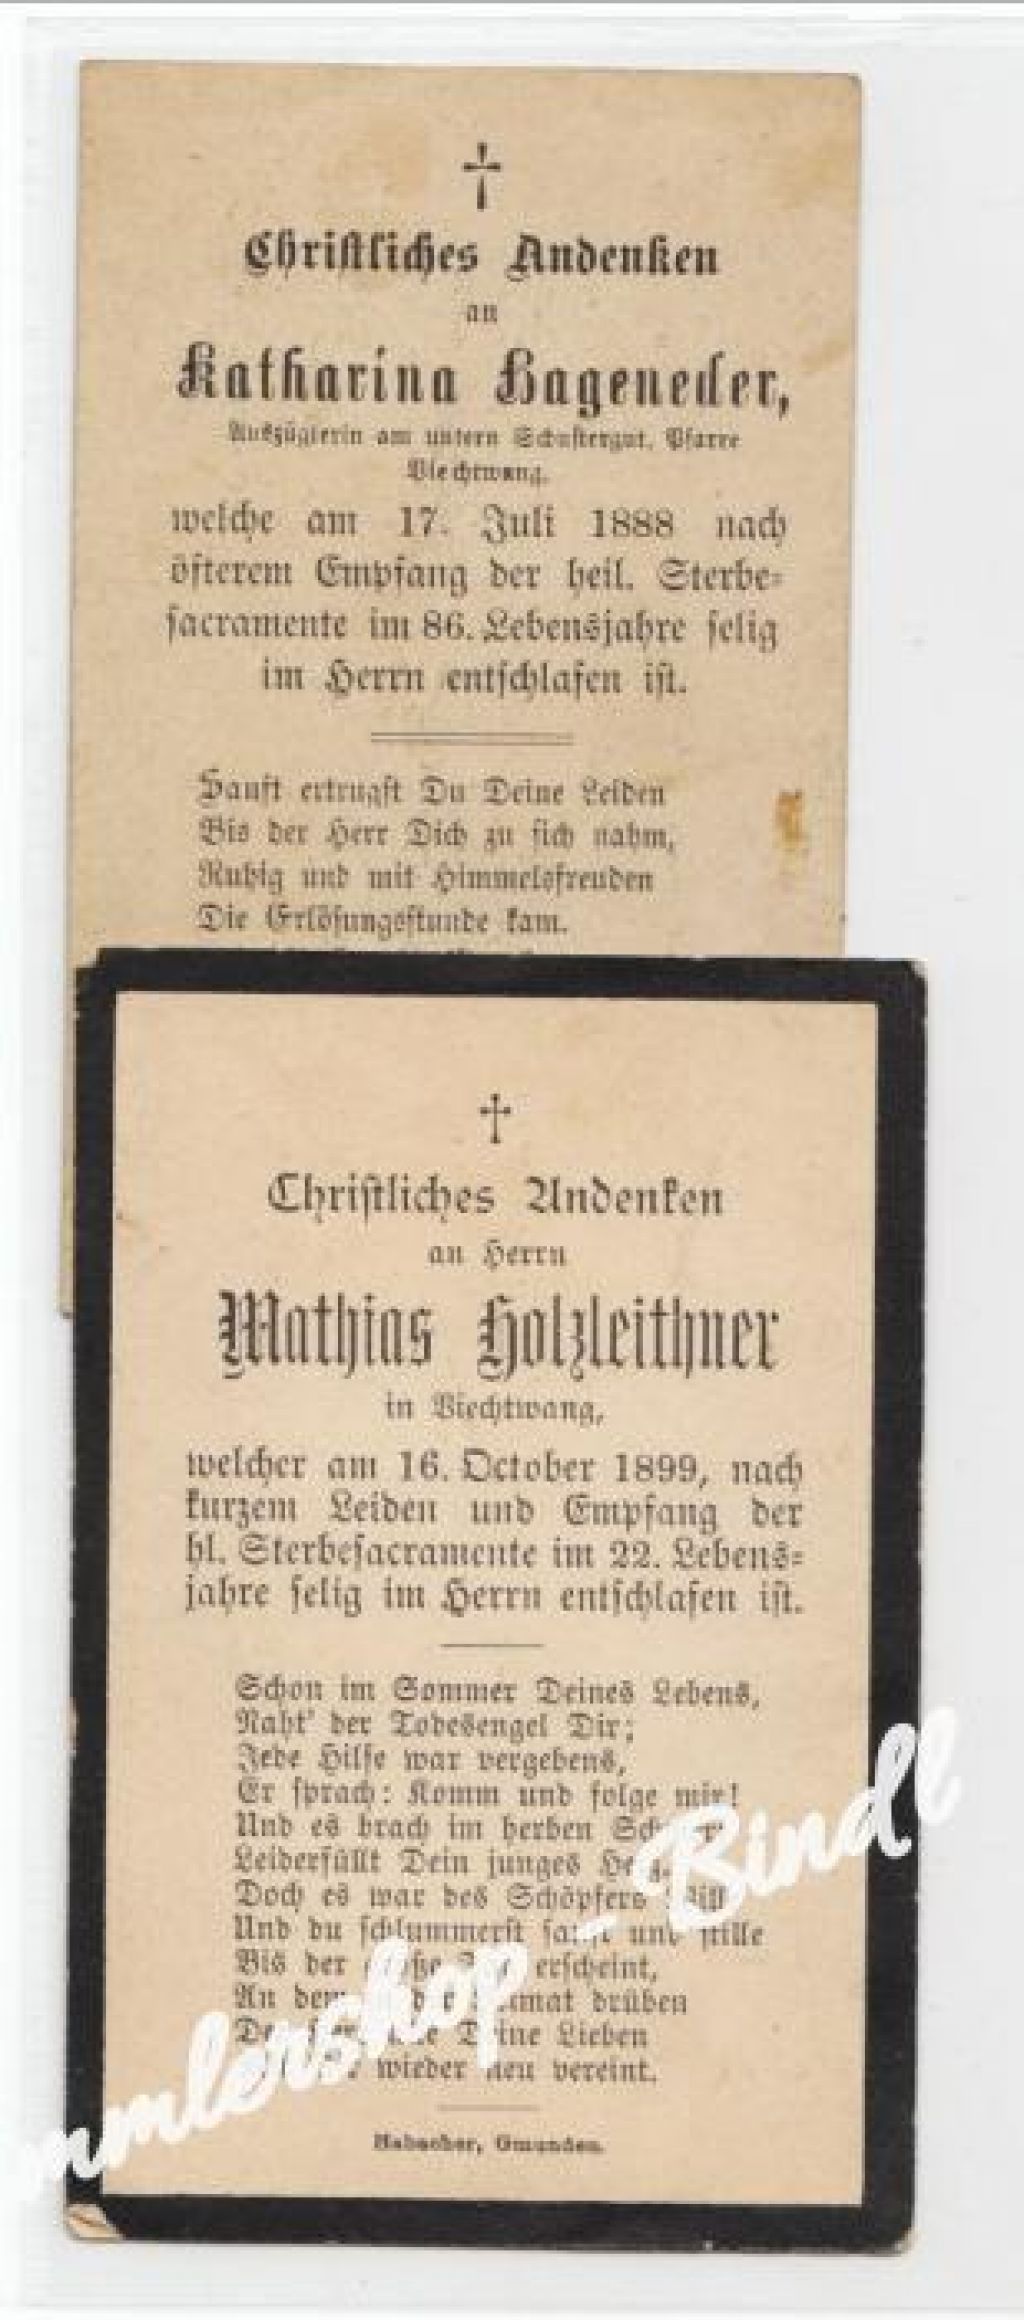 Christliches Andenken
an
Katharina Hageneder,
Auszüglerin am untern Schustergut, Pfarre
Viechtwang,
welche am 17. Juli 1888 nach
öfterem Empfang der heil. Sterbe-
sacramente im 86. Lebensjahre selig
im Herrn entschlafen ist.
Sanft ertrugst Du Deine Leiden
Bis der Herr Dich zu sich nahm,
Ruhig und mit Himmelsfreuden
Die Erlösungsstunde kam.
Christliches Andenken
an Herrn
Mathias Holzleithner
in Viechtwang,
welcher am 16. October 1899, nach
kurzem Leiden und Empfang der
hl. Sterbesacramente im 22. Lebens-
jahre selig im Herrn entschlafen ist.
Schon im Sommer Deines Lebens,
Naht' der Todesengel Dir;
Jede Hilfe war vergebens,
Er sprach: Komm und folge mir!
Und es brach im herben
Leiderfüllt Dein junges Herz.
Doch es war des Schöpfers
Und du schlummerst sanft und stille
Bis der erscheint,
An dem drüben
Deine Lieben
wieder neu vereint.
Habacher, Gmunden.
mmlershop - Bindl